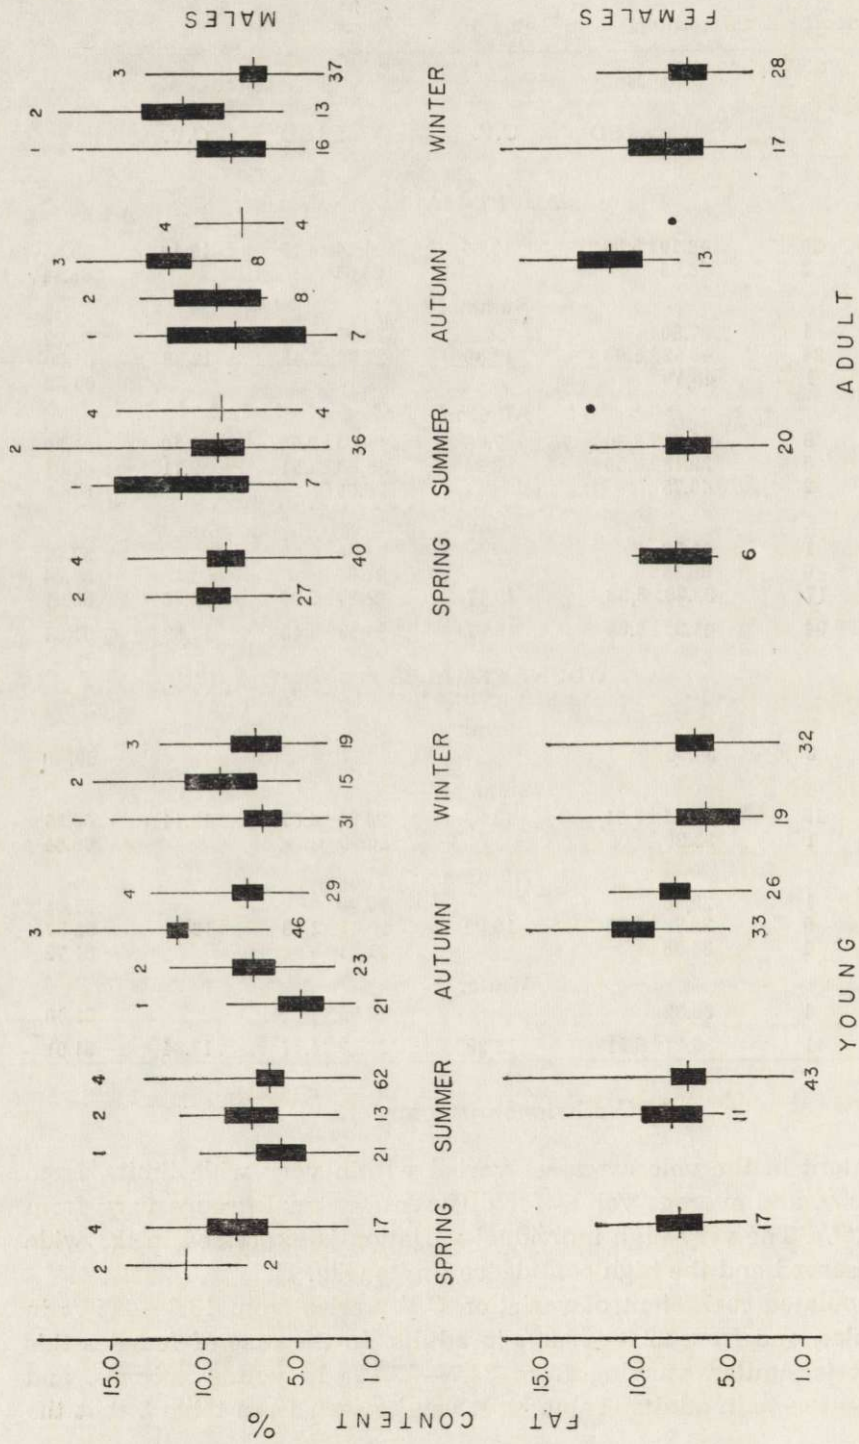 FAT CONTENT %
15.0
10.0
5.0
1.0
2 4 1 2 4 1 2 3 4 1 2 3 2 4 1 2 4 1 2 3 4 1 2 3
2 17 21 13 62 21 23 46 29 31 15 19 27 40 7 36 4 7 8 8 4 16 13 37
MALES
SPRING SUMMER AUTUMN WINTER SPRING SUMMER AUTUMN WINTER
15.0
10.0
5.0
1.0
17 11 43 33 26 19 32 6 20 13 17 28
FEMALES
YOUNG ADULT